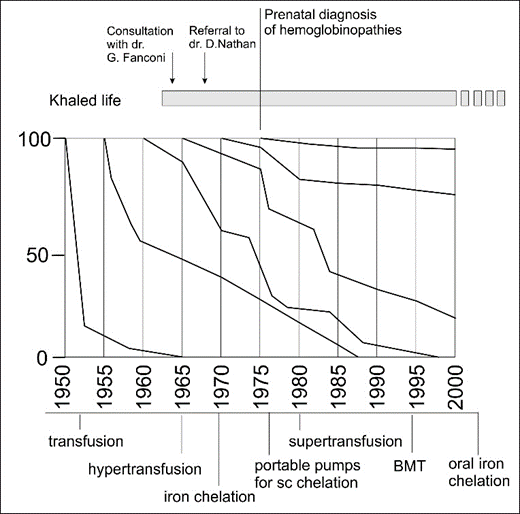 Prenatal diagnosis
of hemoglobinopathies
Consultation
with dr.
G. Fanconi
Referral to
dr. D.Nathan
Khaled life
100
50
0
1950
1955
1960
1965
1970
1975
1980
1985
1990
1995
2000
transfusion
hypertransfusion
iron chelation
portable pumps
for sc chelation
supertransfusion
BMT
oral iron
chelation